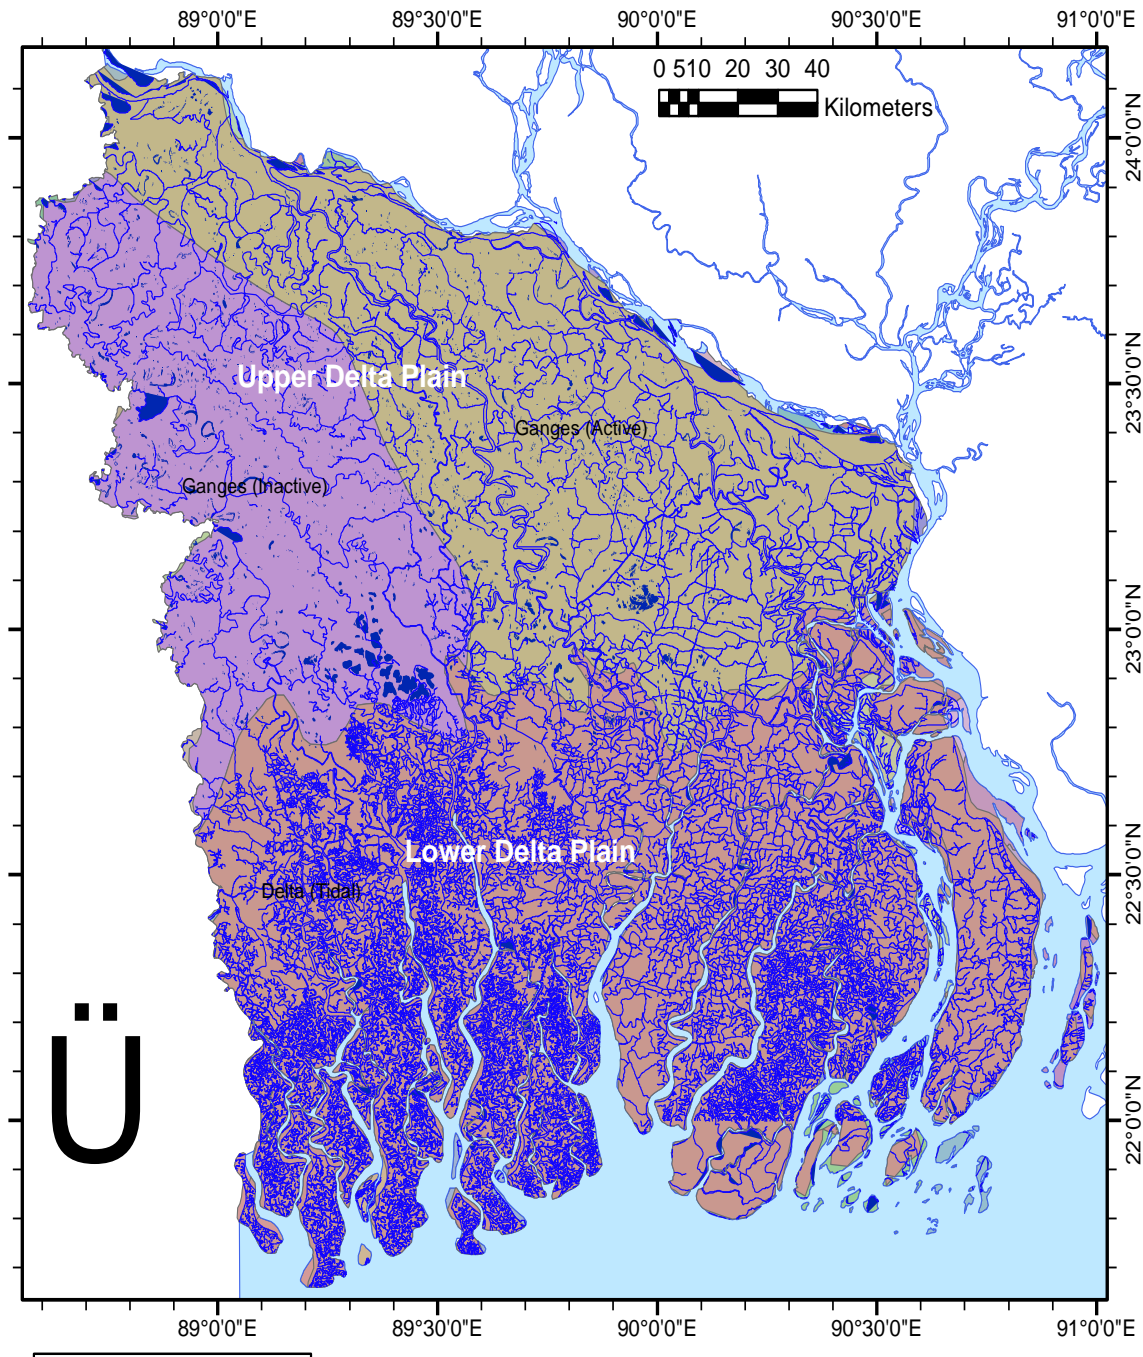 89°0'0"E 89°30'0"E 90°0'0"E 90°30'0"E 91°0'0"E
0 510 20 30 40
Kilometers
24°0'0"N
23°30'0"N
Upper Delta Plain
Ganges (Active)
Ganges (Inactive)
23°0'0"N
Lower Delta Plain
22°30'0"N
Delta (Tidal)
Ü
22°0'0"N
89°0'0"E 89°30'0"E 90°0'0"E 90°30'0"E 91°0'0"E